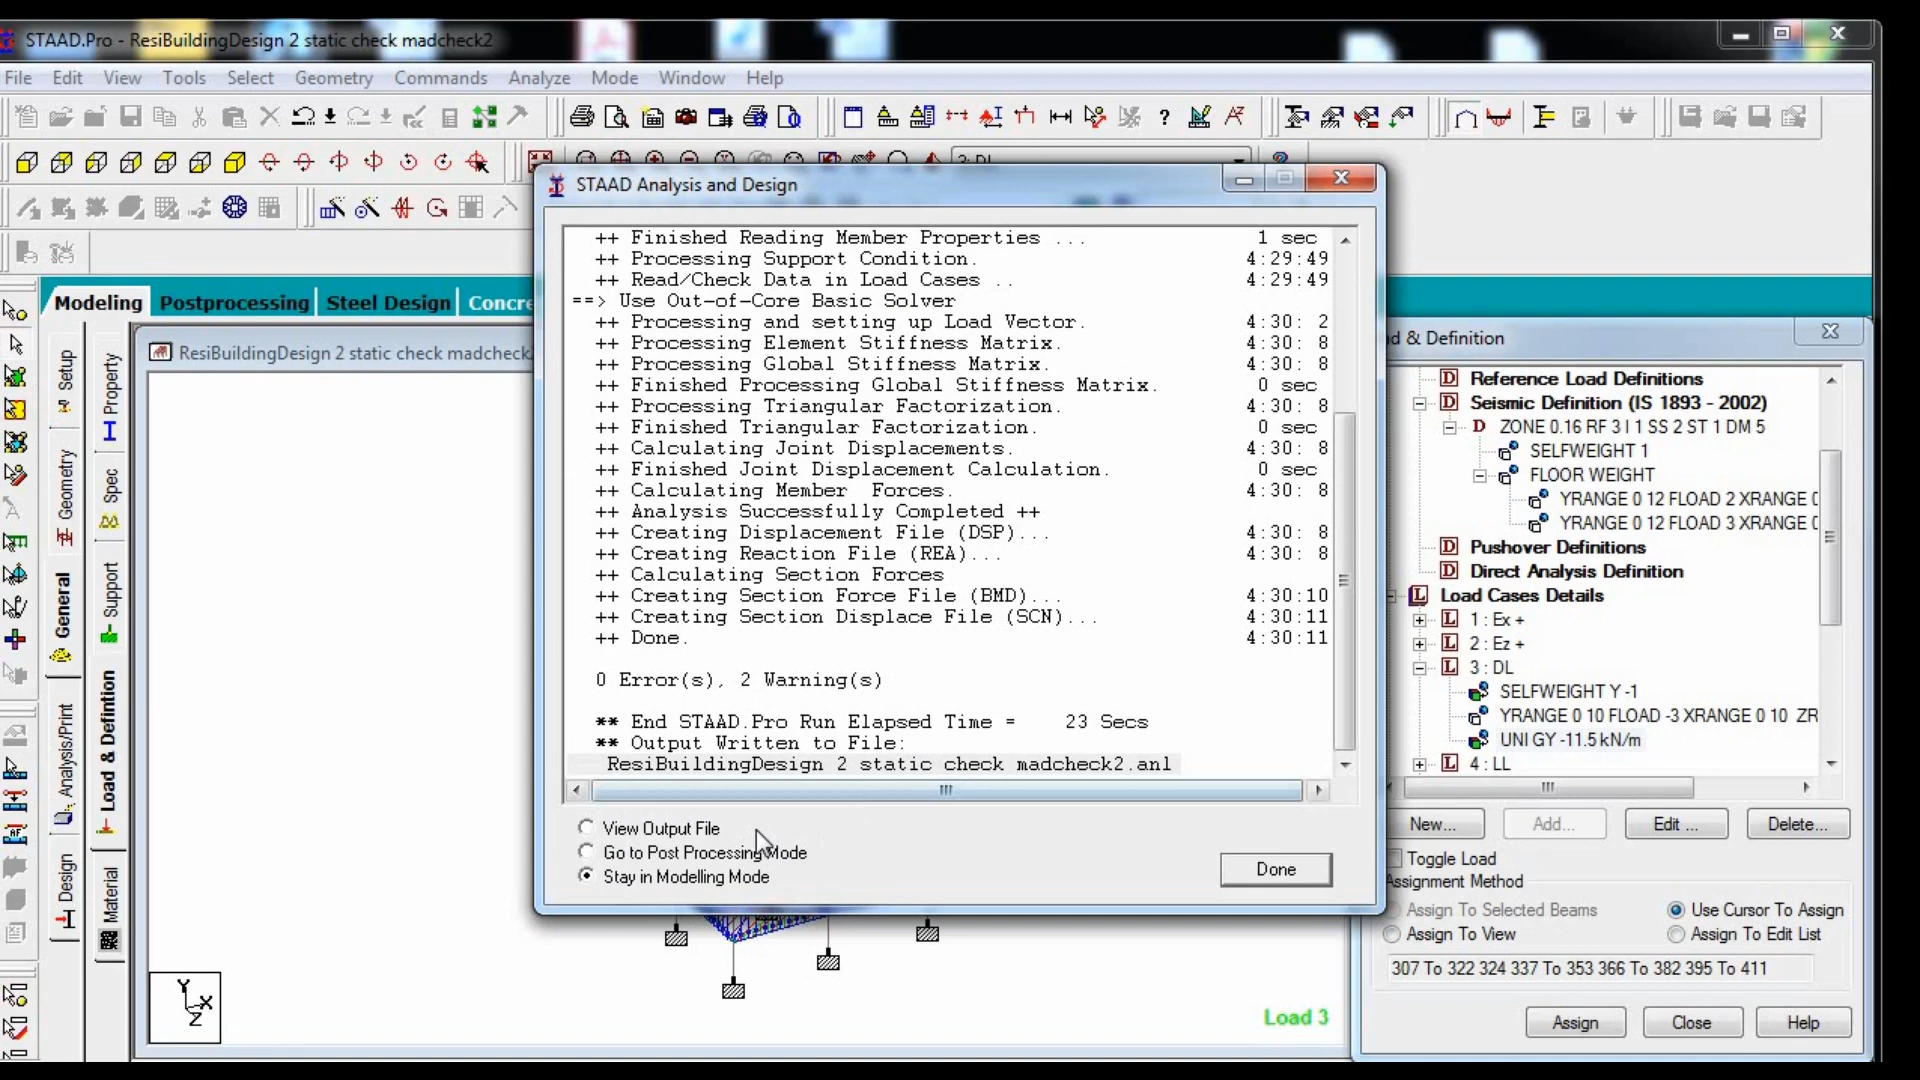 STAAD.Pro - ResiBuildingDesign 2 static check madcheck2
File Edit View Tools Select Geometry Commands Analyze Mode Window Help
STAAD Analysis and Design
++ Finished Reading Member Properties ... 1 sec
++ Processing Support Condition. 4:29:49
++ Read/Check Data in Load Cases .. 4:29:49
==> Use Out-of-Core Basic Solver
++ Processing and setting up Load Vector. 4:30: 2
++ Processing Element Stiffness Matrix. 4:30: 8
++ Processing Global Stiffness Matrix. 4:30: 8
++ Finished Processing Global Stiffness Matrix. 0 sec
++ Processing Triangular Factorization. 4:30: 8
++ Finished Triangular Factorization. 0 sec
++ Calculating Joint Displacements. 4:30: 8
++ Finished Joint Displacement Calculation. 0 sec
++ Calculating Member  Forces. 4:30: 8
++ Analysis Successfully Completed ++
++ Creating Displacement File (DSP)... 4:30: 8
++ Creating Reaction File (REA)... 4:30: 8
++ Calculating Section Forces
++ Creating Section Force File (BMD)... 4:30:10
++ Creating Section Displace File (SCN)... 4:30:11
++ Done. 4:30:11
0 Error(s), 2 Warning(s)
** End STAAD.Pro Run Elapsed Time = 23 Secs
** Output Written to File:
ResiBuildingDesign 2 static check madcheck2.anl
View Output File
Go to Post Processing Mode
Stay in Modelling Mode
Done
Modeling Postprocessing Steel Design Concre
ResiBuildingDesign 2 static check madcheck
Setup
Geometry
General
Analysis/Print
Design
Property
Spec
Support
Load & Definition
Material
Y
X
Z
Load 3
d & Definition
Reference Load Definitions
Seismic Definition (IS 1893 - 2002)
ZONE 0.16 RF 3 I 1 SS 2 ST 1 DM 5
SELFWEIGHT 1
FLOOR WEIGHT
YRANGE 0 12 FLOAD 2 XRANGE
YRANGE 0 12 FLOAD 3 XRANGE
Pushover Definitions
Direct Analysis Definition
Load Cases Details
1 : Ex +
2 : Ez +
3 : DL
SELFWEIGHT Y -1
YRANGE 0 10 FLOAD -3 XRANGE 0 10 ZR
UNI GY -11.5 kN/m
4 : LL
New... Add... Edit ... Delete...
Toggle Load
Assignment Method
Assign To Selected Beams Use Cursor To Assign
Assign To View Assign To Edit List
307 To 322 324 337 To 353 366 To 382 395 To 411
Assign Close Help